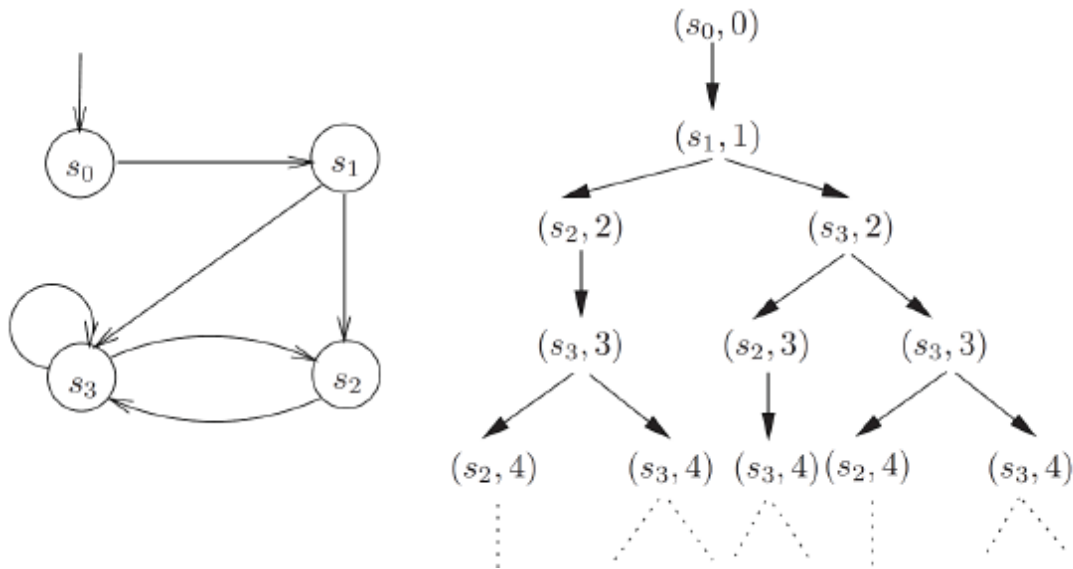 s₀
s₁
s₃
s₂
(s₀, 0)
(s₁, 1)
(s₂, 2) (s₃, 2)
(s₃, 3) (s₂, 3) (s₃, 3)
(s₂, 4) (s₃, 4) (s₃, 4) (s₂, 4) (s₃, 4)